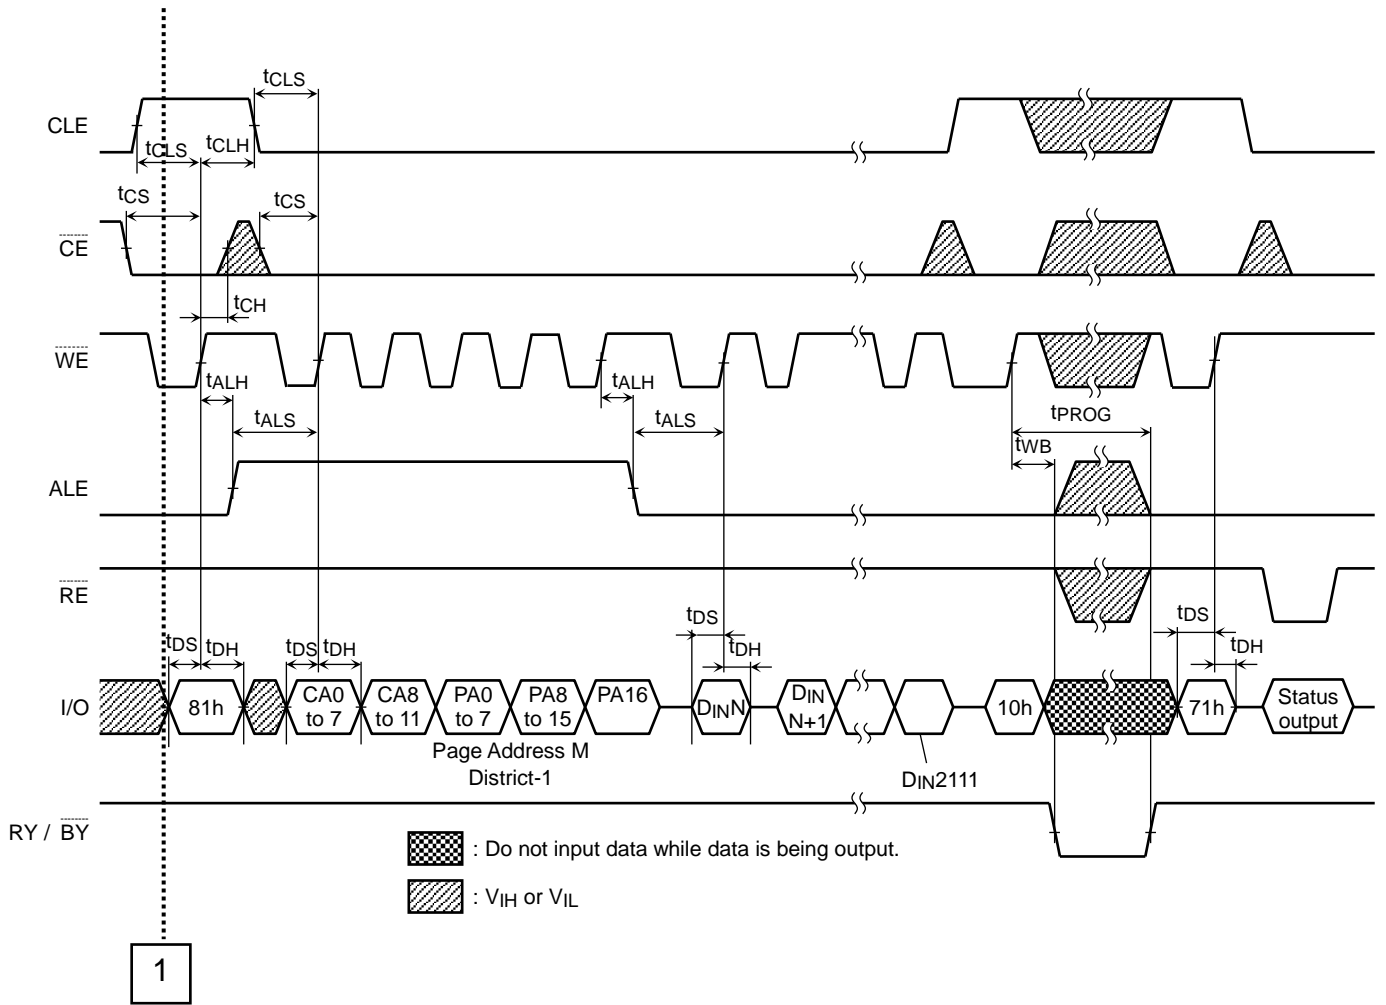 tCLS
CLE
tCLS
tCLH
tCS
tCS
CE
tCH
WE
tALH
tALH
tALS
tALS
tPROG
tWB
ALE
RE
tDS
tDH
tDS
tDH
tDS
tDH
tDS
tDH
I/O
81h
CA0
to 7
CA8
to 11
PA0
to 7
PA8
to 15
PA16
DINN
DIN
N+1
10h
71h
Status
output
Page Address M
District-1
DIN2111
RY / BY
: Do not input data while data is being output.
: VIH or VIL
1